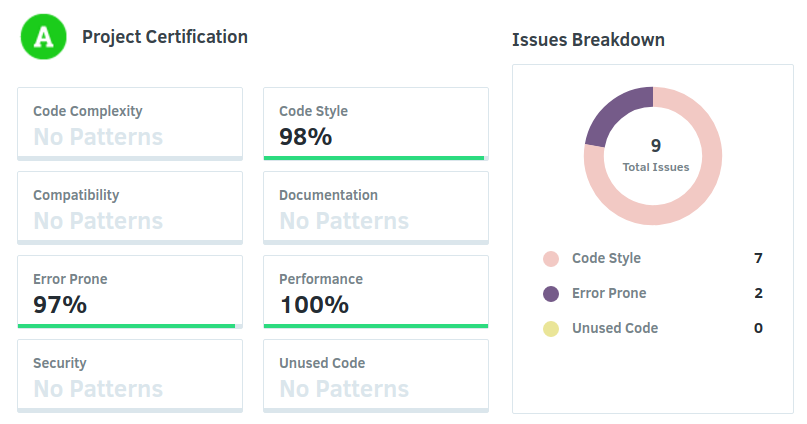 A
Project Certification
Code Complexity
No Patterns
Code Style
98%
Compatibility
No Patterns
Documentation
No Patterns
Error Prone
97%
Performance
100%
Security
No Patterns
Unused Code
No Patterns
Issues Breakdown
9
Total Issues
Code Style 7
Error Prone 2
Unused Code 0